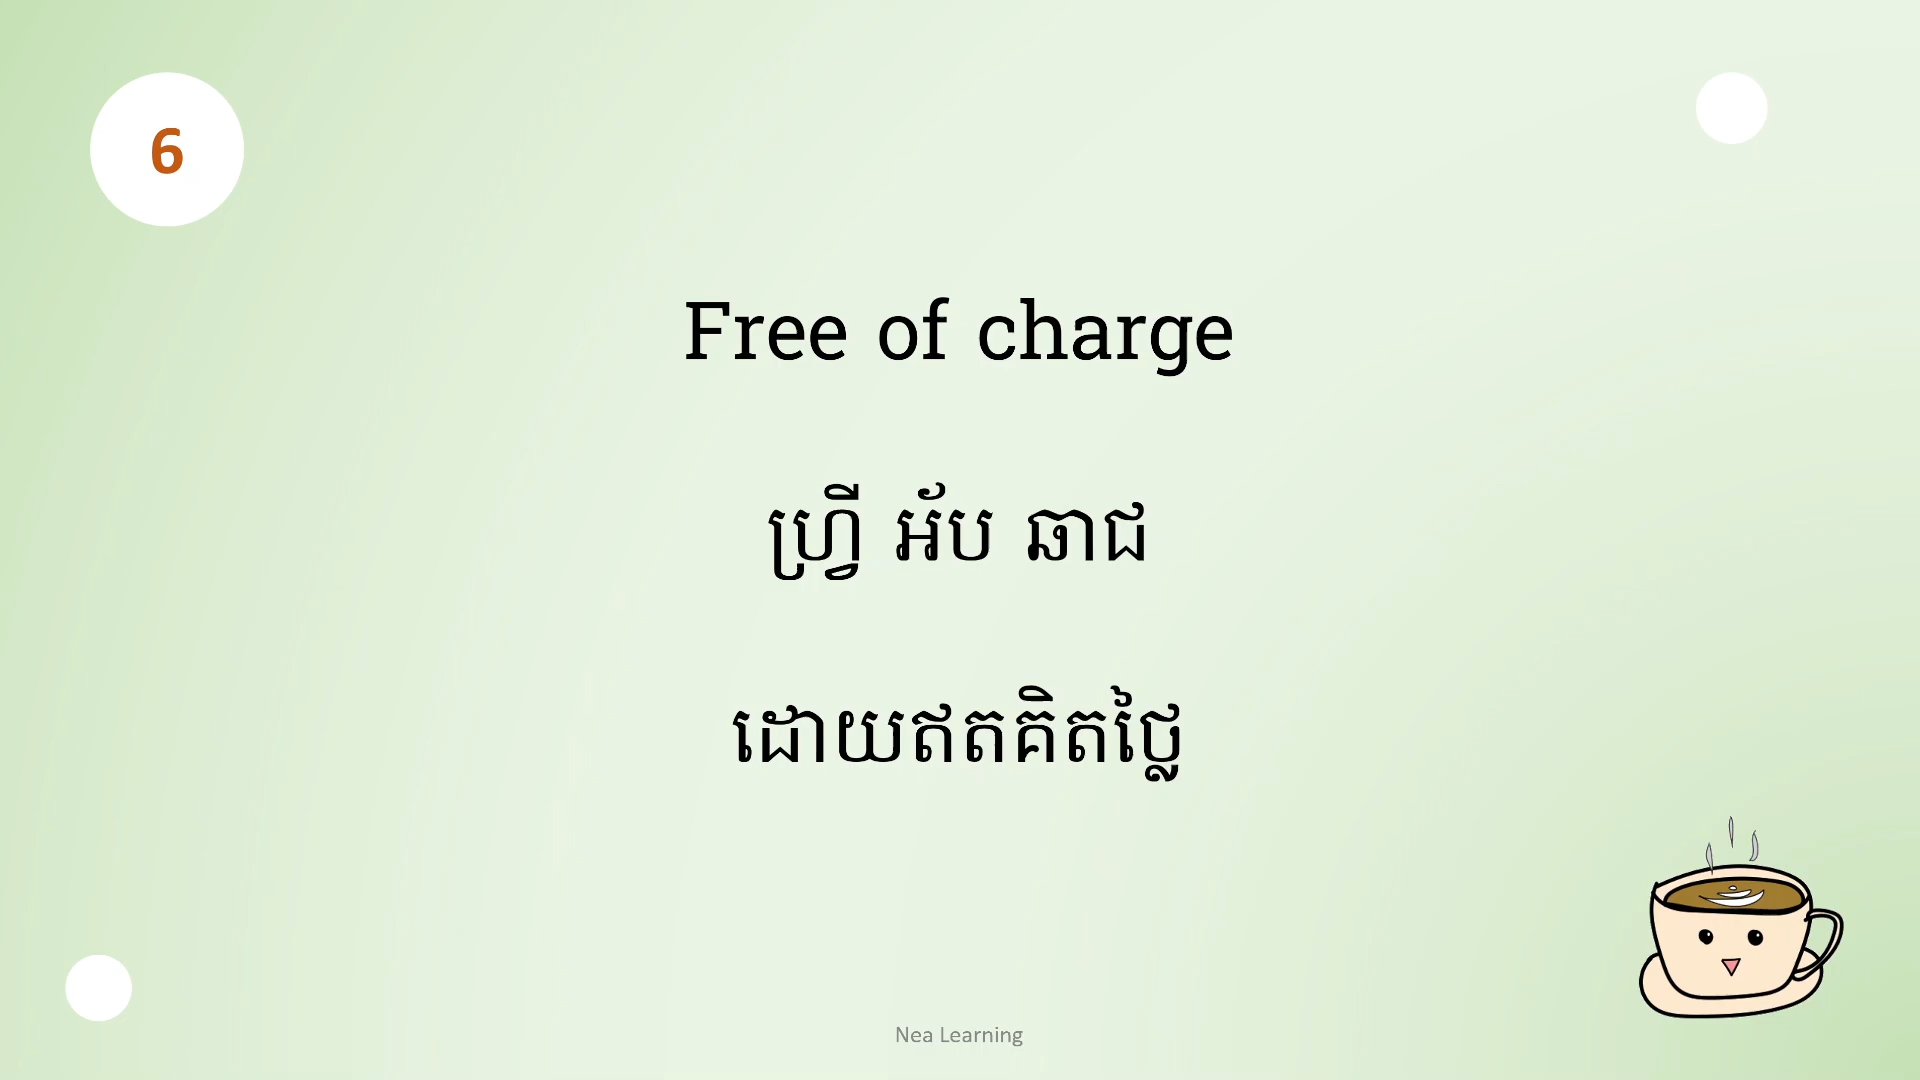 6
Free of charge
ហ្វ្រី អ័ប ឆាជ
ដោយឥតគិតថ្លៃ
Nea Learning